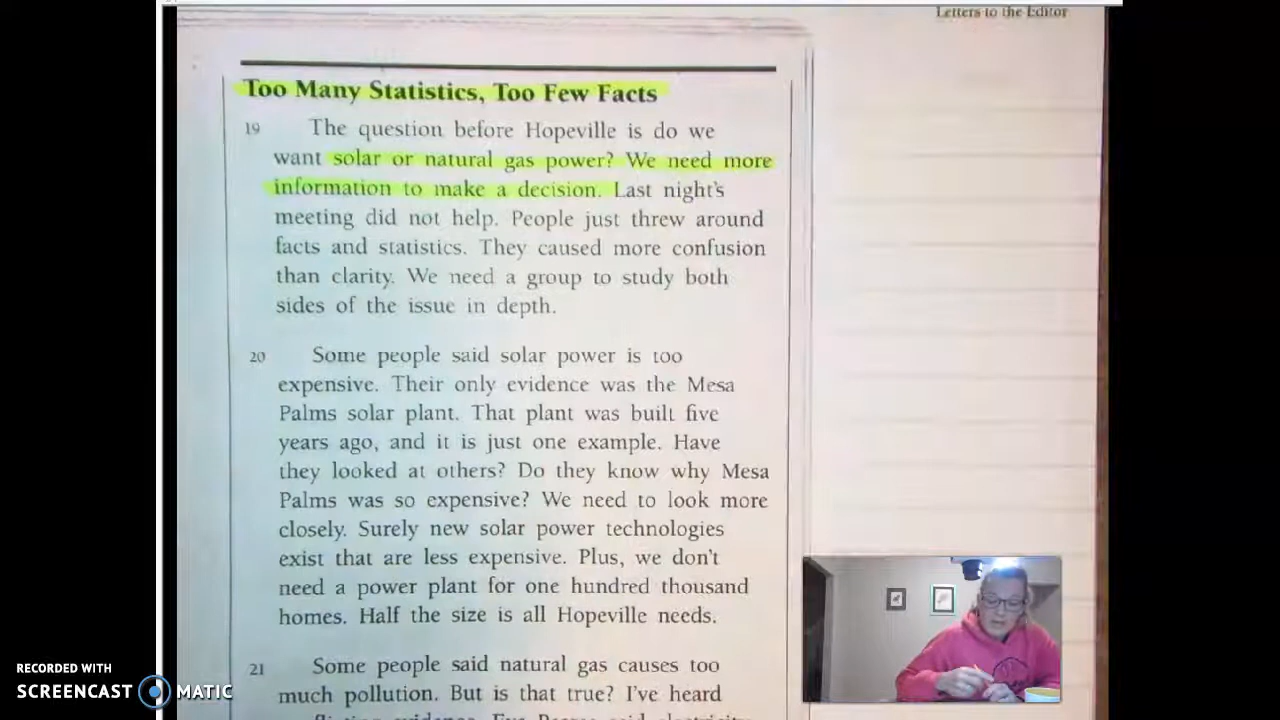 Letters to the Editor
Too Many Statistics, Too Few Facts
19 The question before Hopeville is do we
want solar or natural gas power? We need more
information to make a decision. Last night's
meeting did not help. People just threw around
facts and statistics. They caused more confusion
than clarity. We need a group to study both
sides of the issue in depth.
20 Some people said solar power is too
expensive. Their only evidence was the Mesa
Palms solar plant. That plant was built five
years ago, and it is just one example. Have
they looked at others? Do they know why Mesa
Palms was so expensive? We need to look more
closely. Surely new solar power technologies
exist that are less expensive. Plus, we don't
need a power plant for one hundred thousand
homes. Half the size is all Hopeville needs.
21 Some people said natural gas causes too
much pollution. But is that true? I've heard
RECORDED WITH
SCREENCAST MATIC